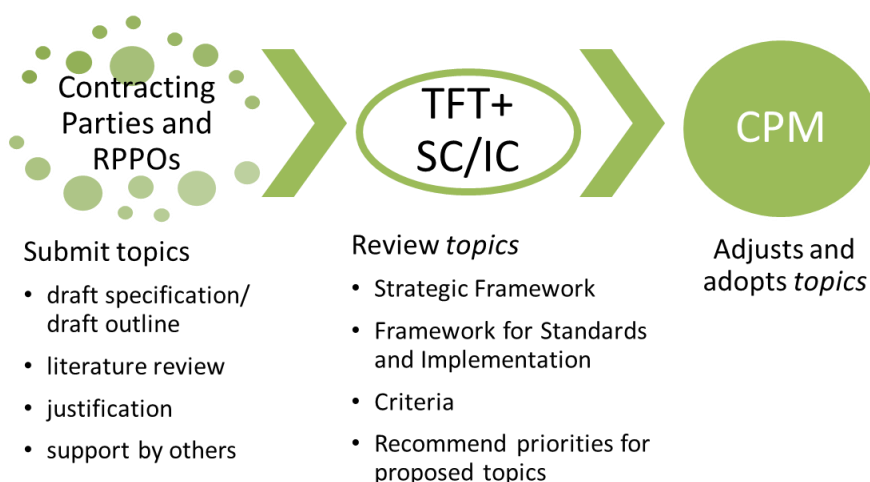 Contracting
Parties and
RPPOs
TFT+
SC/IC
CPM
Submit topics
• draft specification/
draft outline
• literature review
• justification
• support by others
Review topics
• Strategic Framework
• Framework for Standards
and Implementation
• Criteria
• Recommend priorities for
proposed topics
Adjusts and
adopts topics